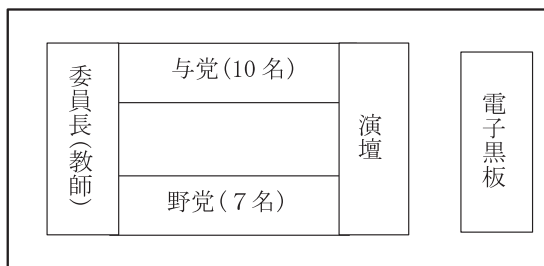 委員長(教師)
与党(10名)
野党(7名)
演壇
電子黒板